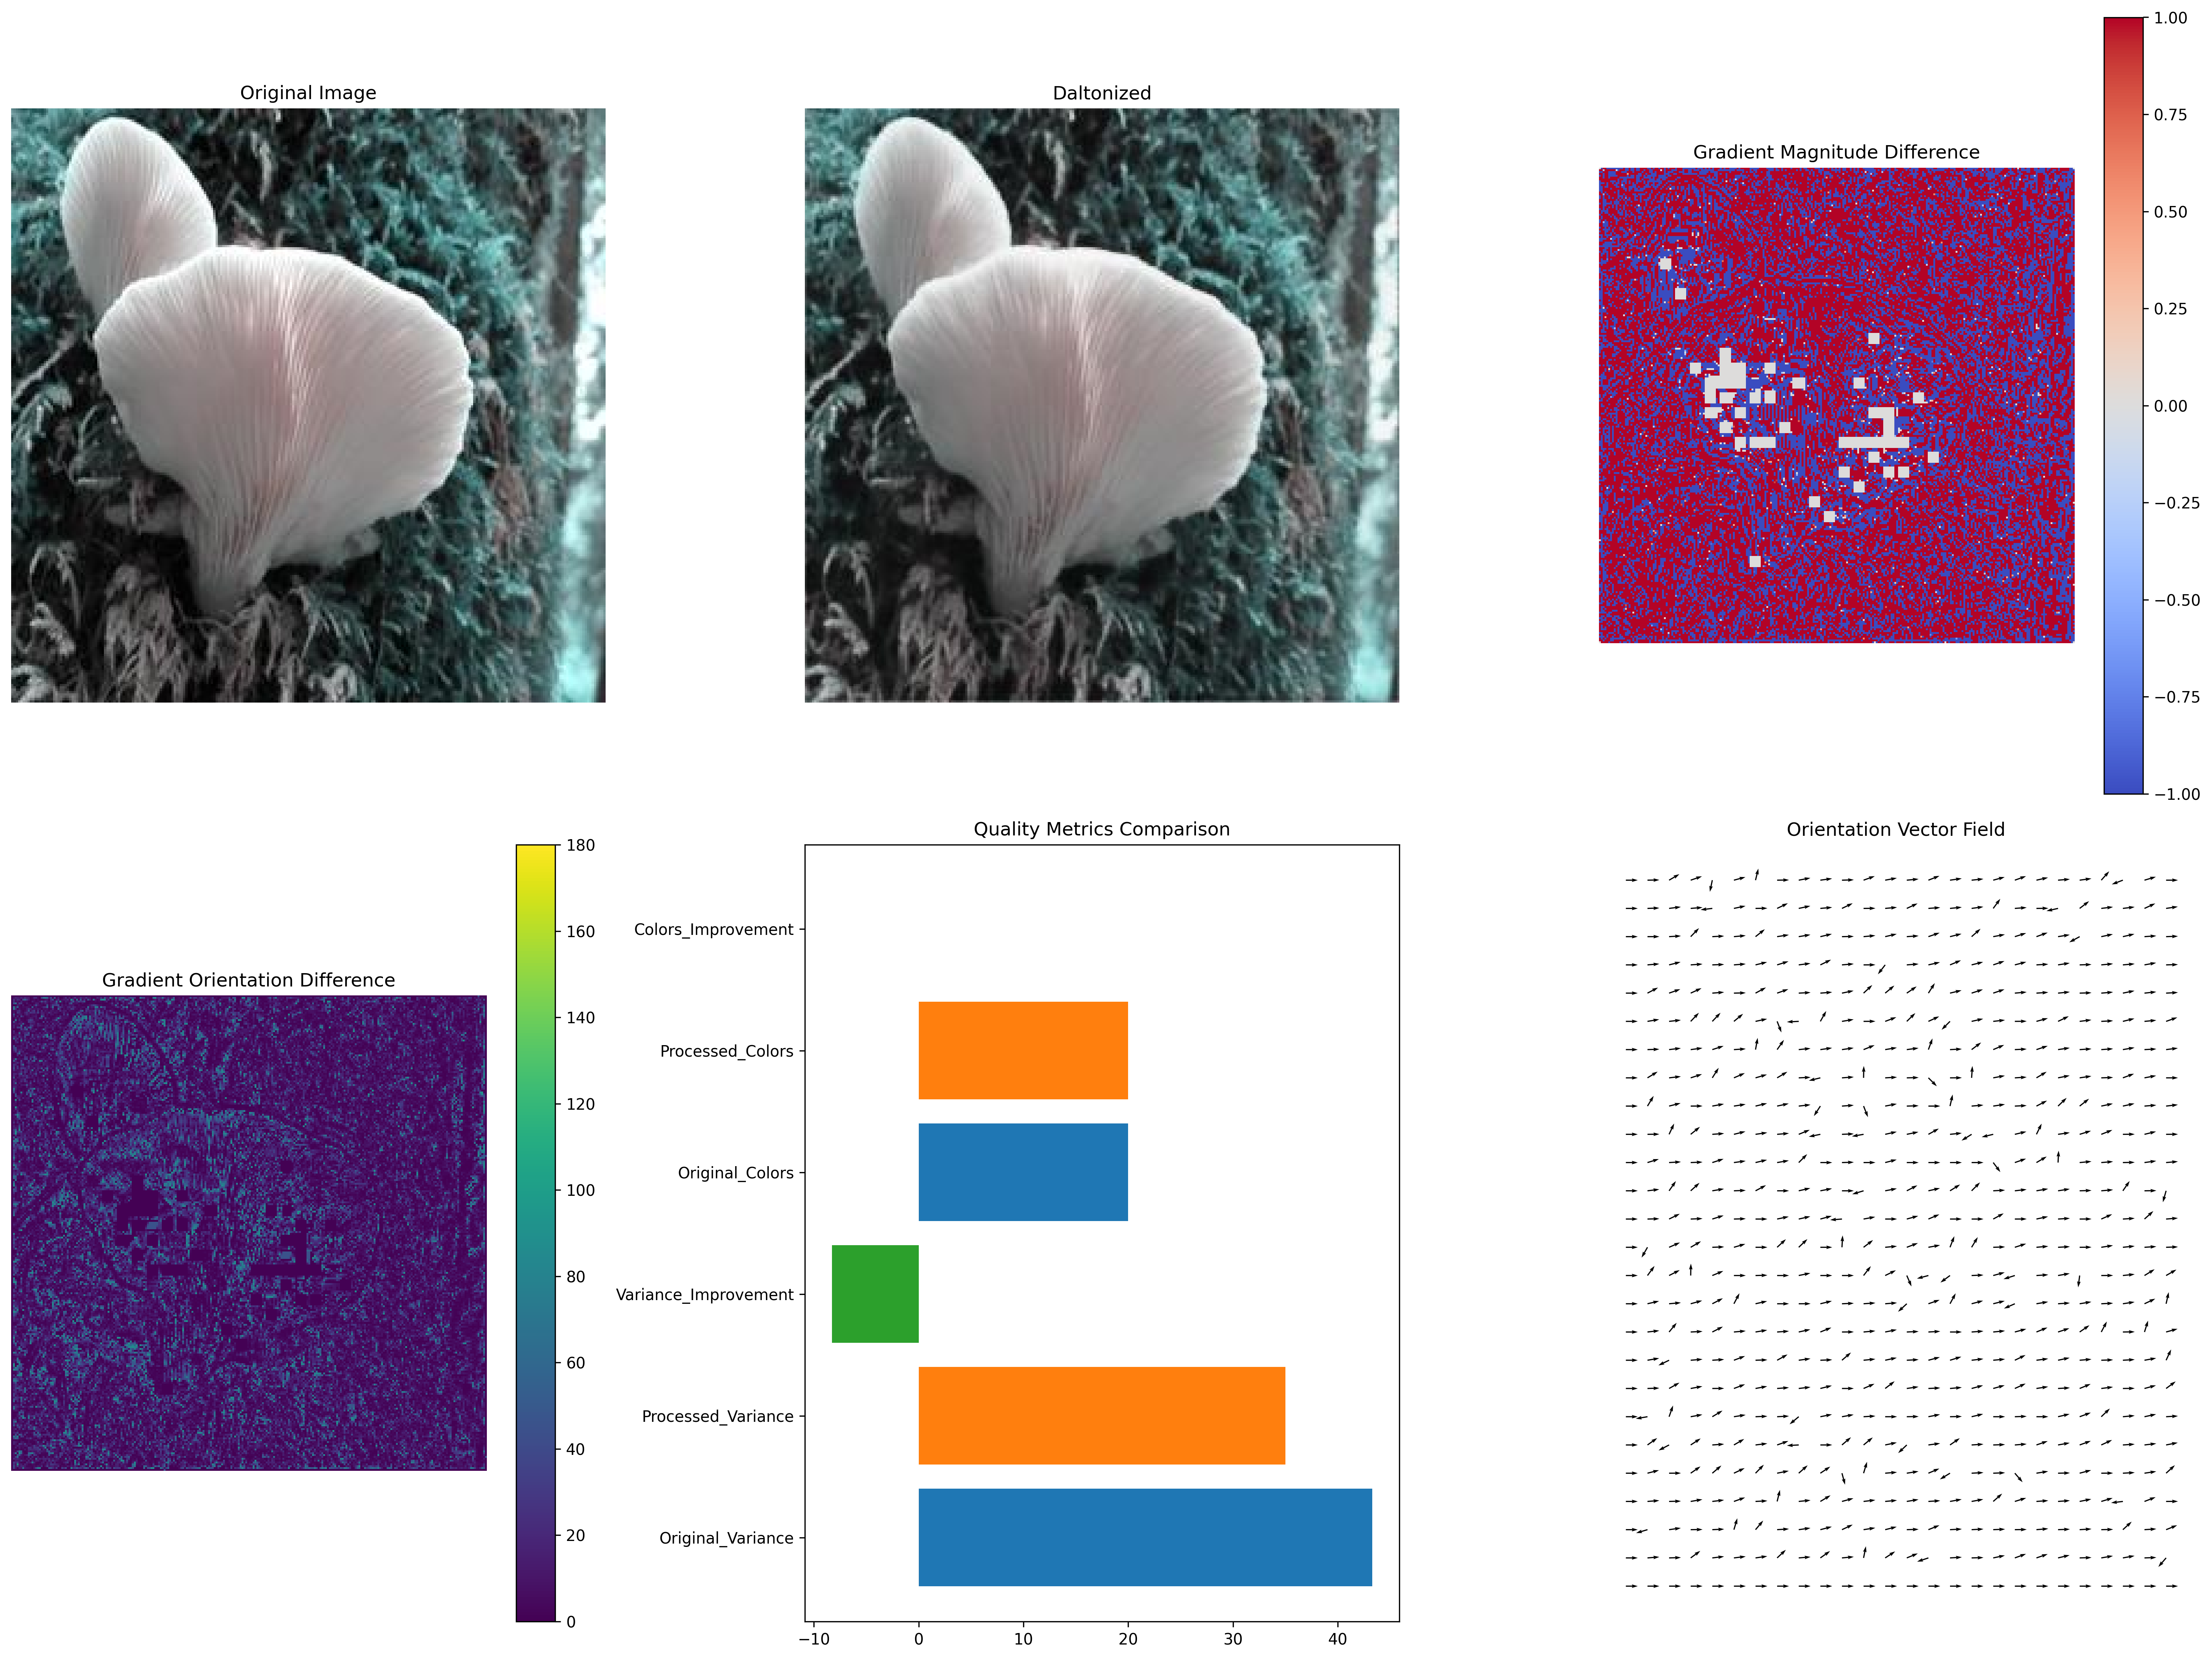 Original Image
Daltonized
Gradient Magnitude Difference
1.00
0.75
0.50
0.25
0.00
−0.25
−0.50
−0.75
−1.00
Gradient Orientation Difference
180
160
140
120
100
80
60
40
20
0
Quality Metrics Comparison
Colors_Improvement
Processed_Colors
Original_Colors
Variance_Improvement
Processed_Variance
Original_Variance
−10 0 10 20 30 40
Orientation Vector Field